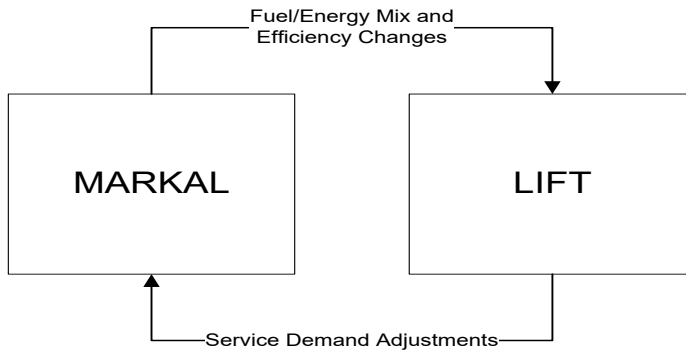 Fuel/Energy Mix and
Efficiency Changes
MARKAL
LIFT
Service Demand Adjustments